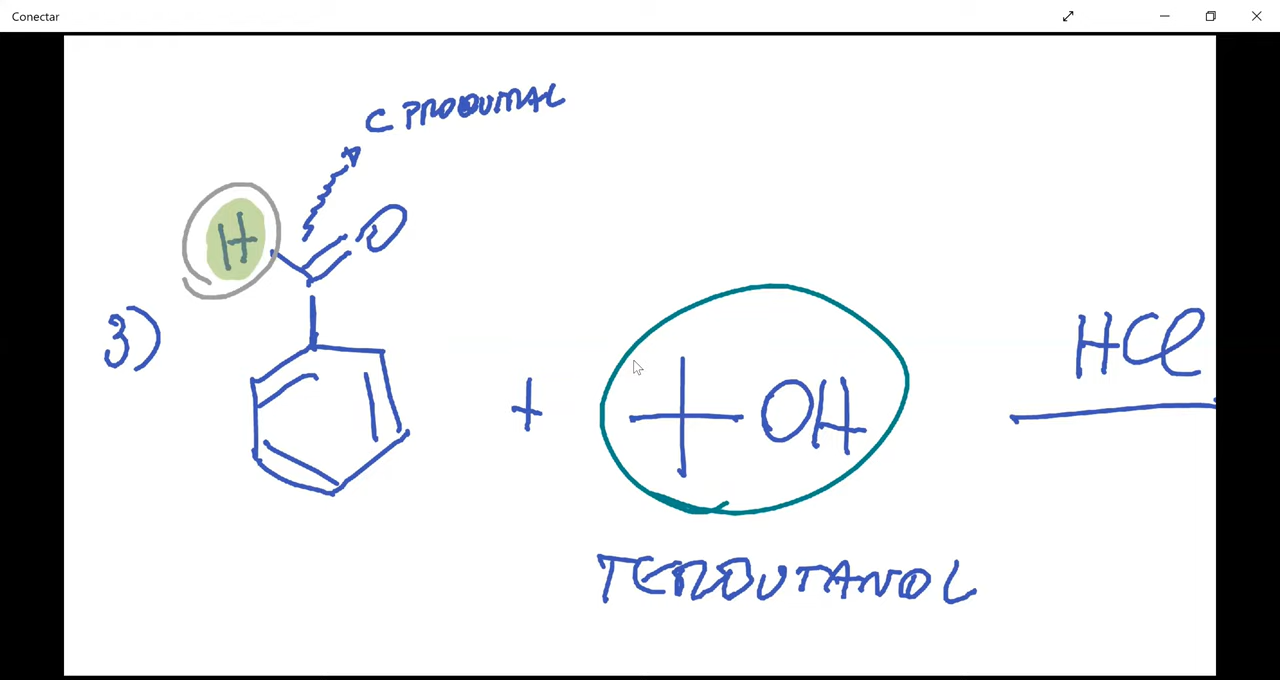 Conectar
C PROQUIRAL
H
O
3)
+
OH
HCl
TERBUTANOL